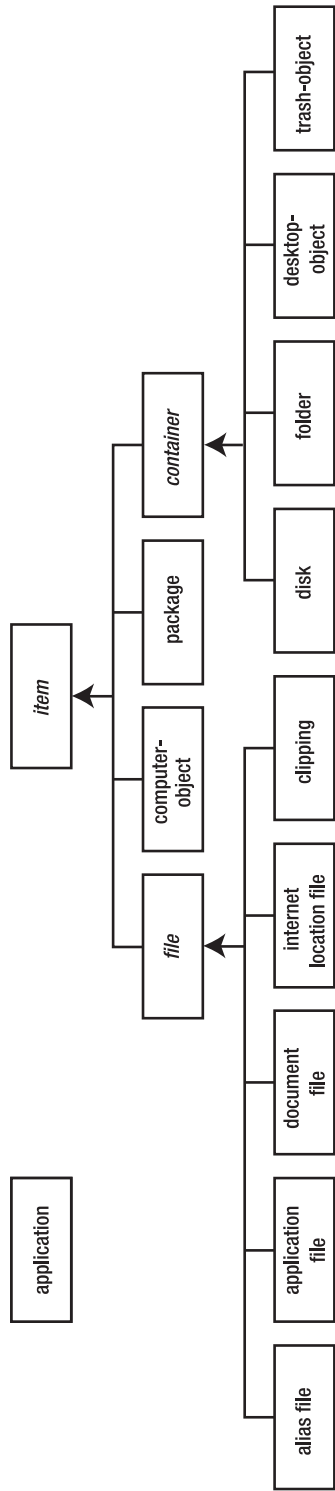 application
item
file
computer-
object
package
container
alias file
application
file
document
file
internet
location file
clipping
disk
folder
desktop-
object
trash-object